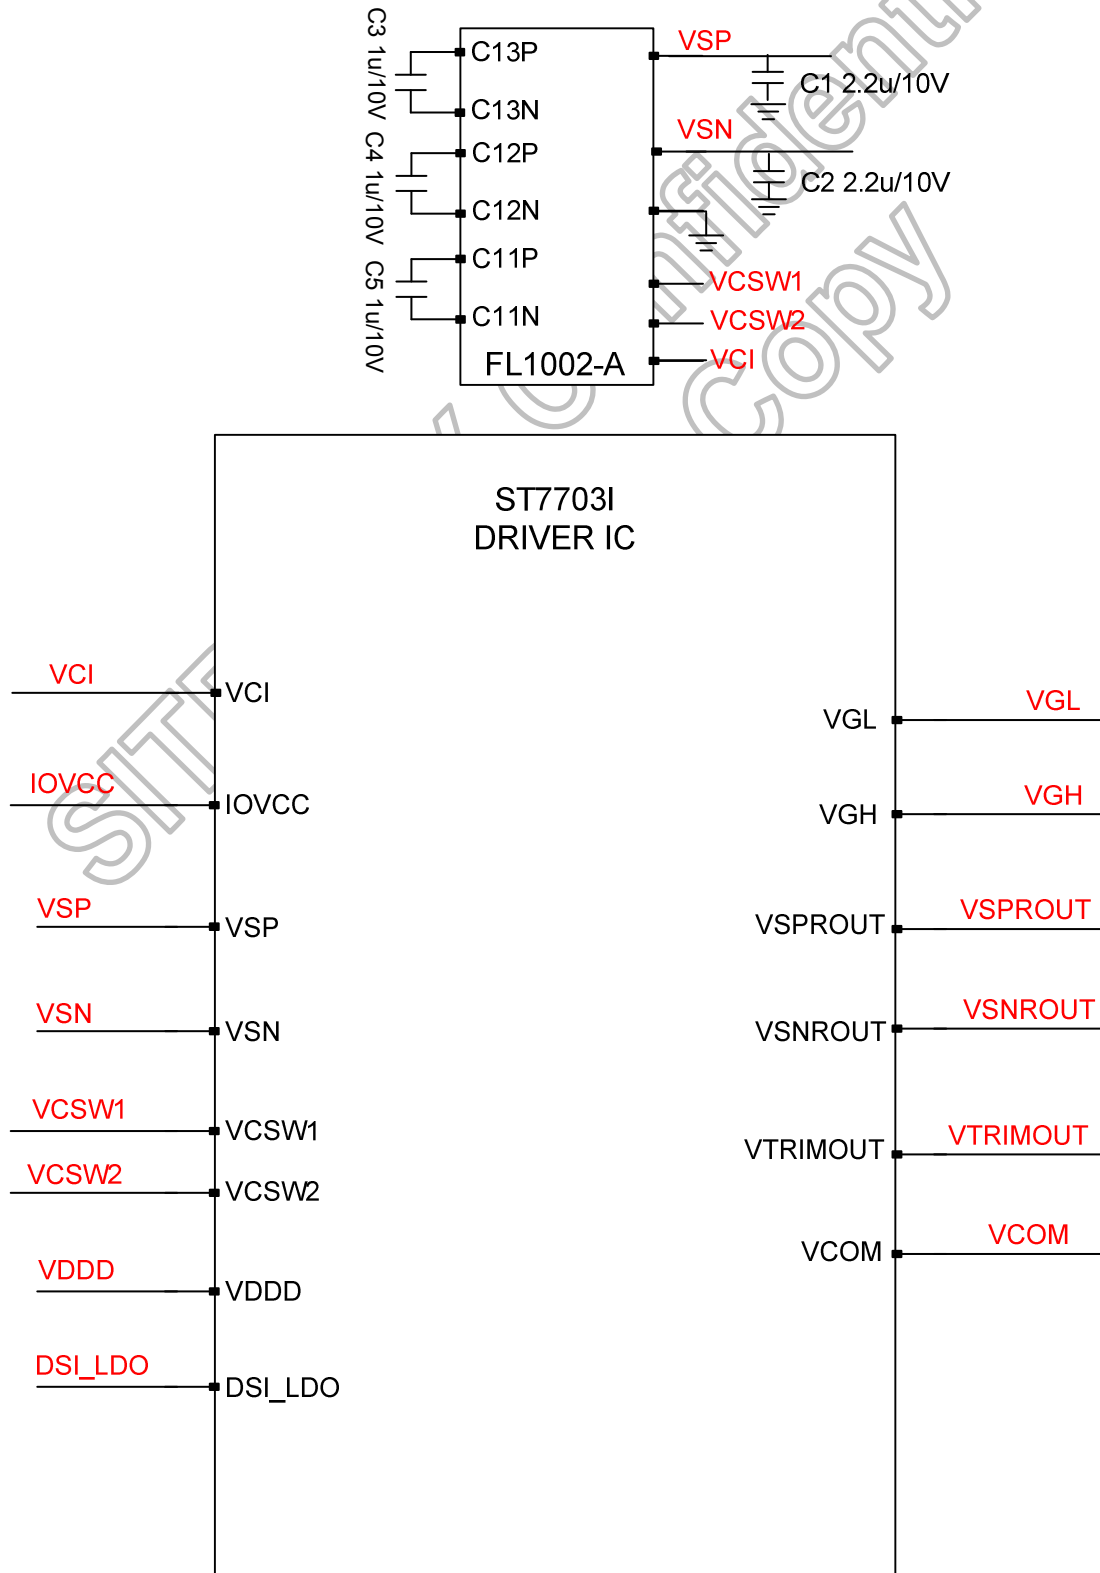 C3 1u/10V
C4 1u/10V
C5 1u/10V
C13P
C13N
C12P
C12N
C11P
C11N
FL1002-A
VSP
C1 2.2u/10V
VSN
C2 2.2u/10V
VCSW1
VCSW2
VCI
ST7703I
DRIVER IC
VCI
VCI
IOVCC
IOVCC
VSP
VSP
VSN
VSN
VCSW1
VCSW1
VCSW2
VCSW2
VDDD
VDDD
DSI_LDO
DSI_LDO
VGL
VGL
VGH
VGH
VSPROUT
VSPROUT
VSNROUT
VSNROUT
VTRIMOUT
VTRIMOUT
VCOM
VCOM
Copy